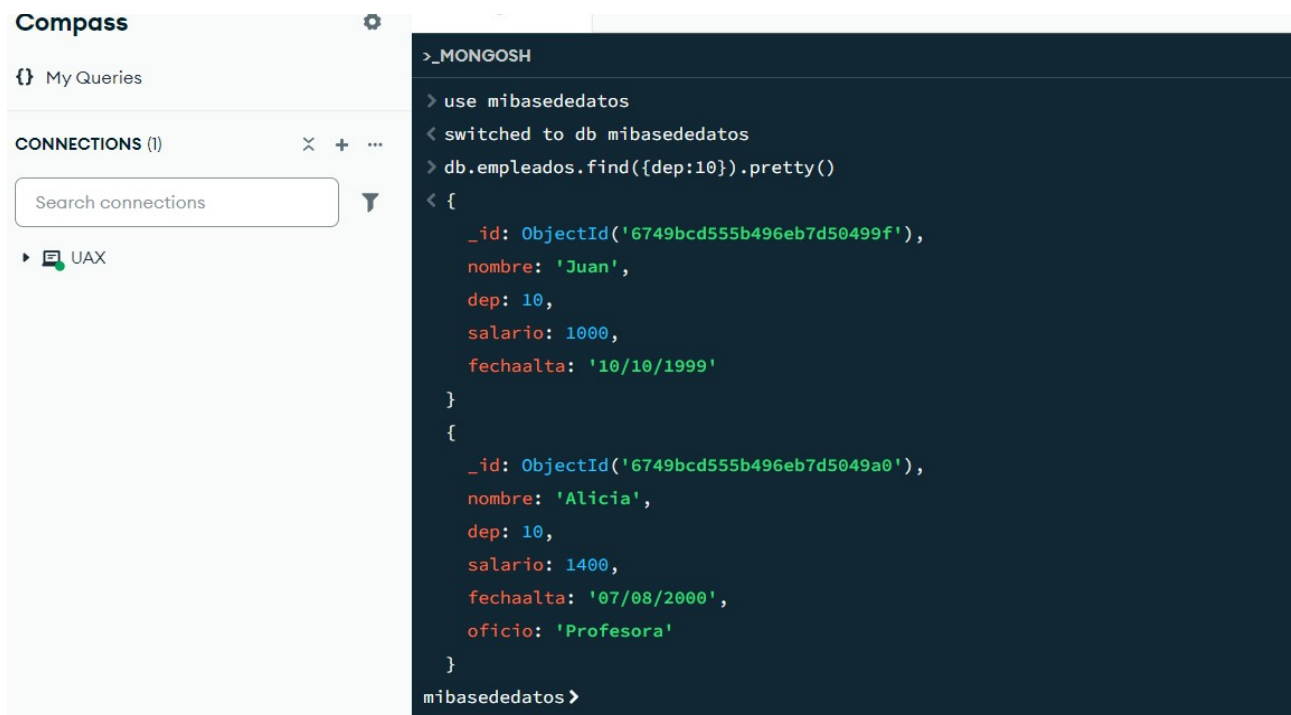 Compass
{} My Queries
CONNECTIONS (1)
Search connections
UAX
>_MONGOSH
> use mibasededatos
< switched to db mibasededatos
> db.empleados.find({dep:10}).pretty()
< {
_id: ObjectId('6749bcd555b496eb7d50499f'),
nombre: 'Juan',
dep: 10,
salario: 1000,
fechaalta: '10/10/1999'
}
{
_id: ObjectId('6749bcd555b496eb7d5049a0'),
nombre: 'Alicia',
dep: 10,
salario: 1400,
fechaalta: '07/08/2000',
oficio: 'Profesora'
}
mibasededatos>